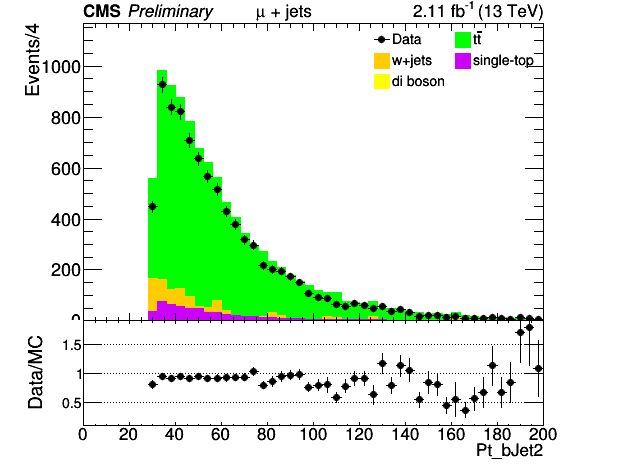 CMS Preliminary μ + jets 2.11 fb⁻¹ (13 TeV)
Events/4
Data
tt̄
w+jets
single-top
di boson
1000
800
600
400
200
0
Data/MC
1.5
1
0.5
0 20 40 60 80 100 120 140 160 180 200
Pt_bJet2